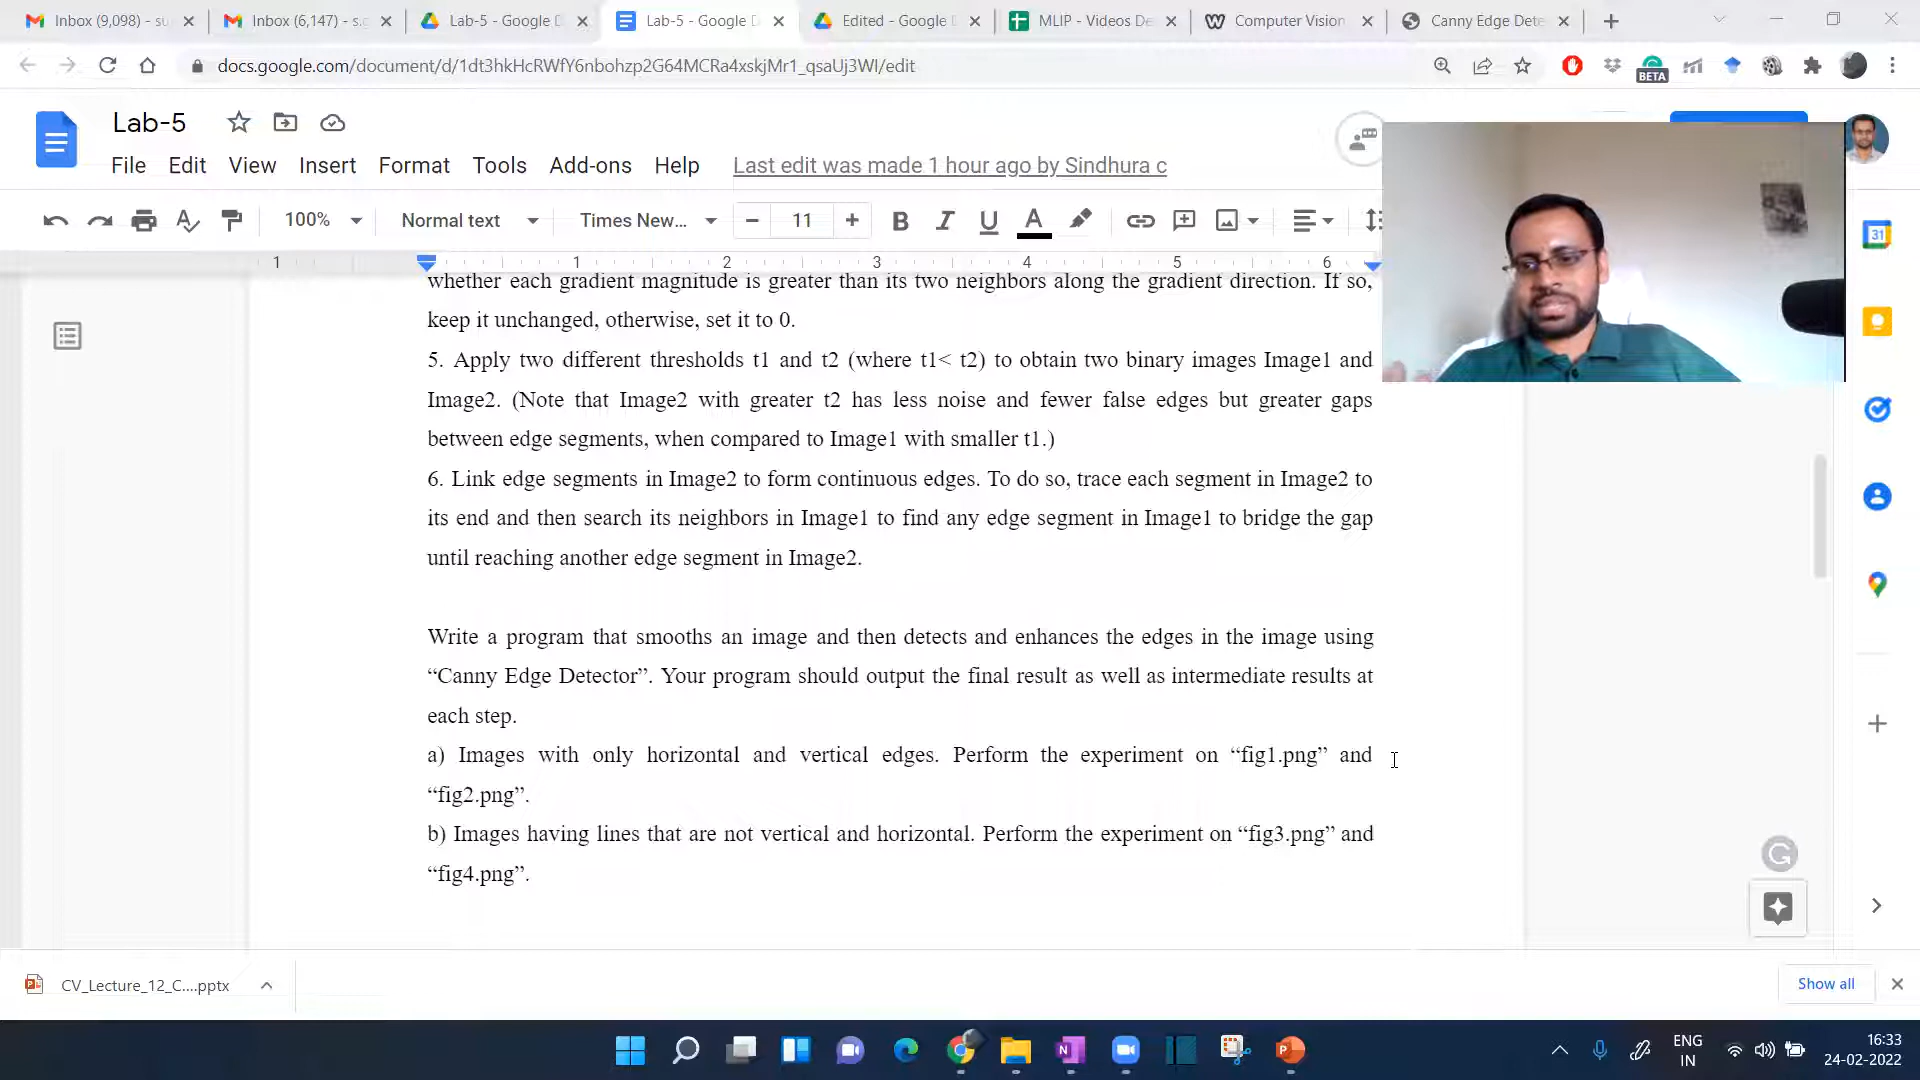 Inbox (9,098) - su
Inbox (6,147) - s.c
Lab-5 - Google D
Lab-5 - Google D
Edited - Google D
MLIP - Videos De
Computer Vision
Canny Edge Dete
docs.google.com/document/d/1dt3hkHcRWfY6nbohzp2G64MCRa4xskjMr1_qsaUj3WI/edit
BETA
Lab-5
File Edit View Insert Format Tools Add-ons Help Last edit was made 1 hour ago by Sindhura c
100% Normal text Times New... 11 B I U A
31
1 1 2 3 4 5 6
whether each gradient magnitude is greater than its two neighbors along the gradient direction. If so,
keep it unchanged, otherwise, set it to 0.
5. Apply two different thresholds t1 and t2 (where t1< t2) to obtain two binary images Image1 and
Image2. (Note that Image2 with greater t2 has less noise and fewer false edges but greater gaps
between edge segments, when compared to Image1 with smaller t1.)
6. Link edge segments in Image2 to form continuous edges. To do so, trace each segment in Image2 to
its end and then search its neighbors in Image1 to find any edge segment in Image1 to bridge the gap
until reaching another edge segment in Image2.
Write a program that smooths an image and then detects and enhances the edges in the image using
“Canny Edge Detector”. Your program should output the final result as well as intermediate results at
each step.
a) Images with only horizontal and vertical edges. Perform the experiment on “fig1.png” and
“fig2.png”.
b) Images having lines that are not vertical and horizontal. Perform the experiment on “fig3.png” and
“fig4.png”.
CV_Lecture_12_C....pptx
Show all
ENG
IN
16:33
24-02-2022